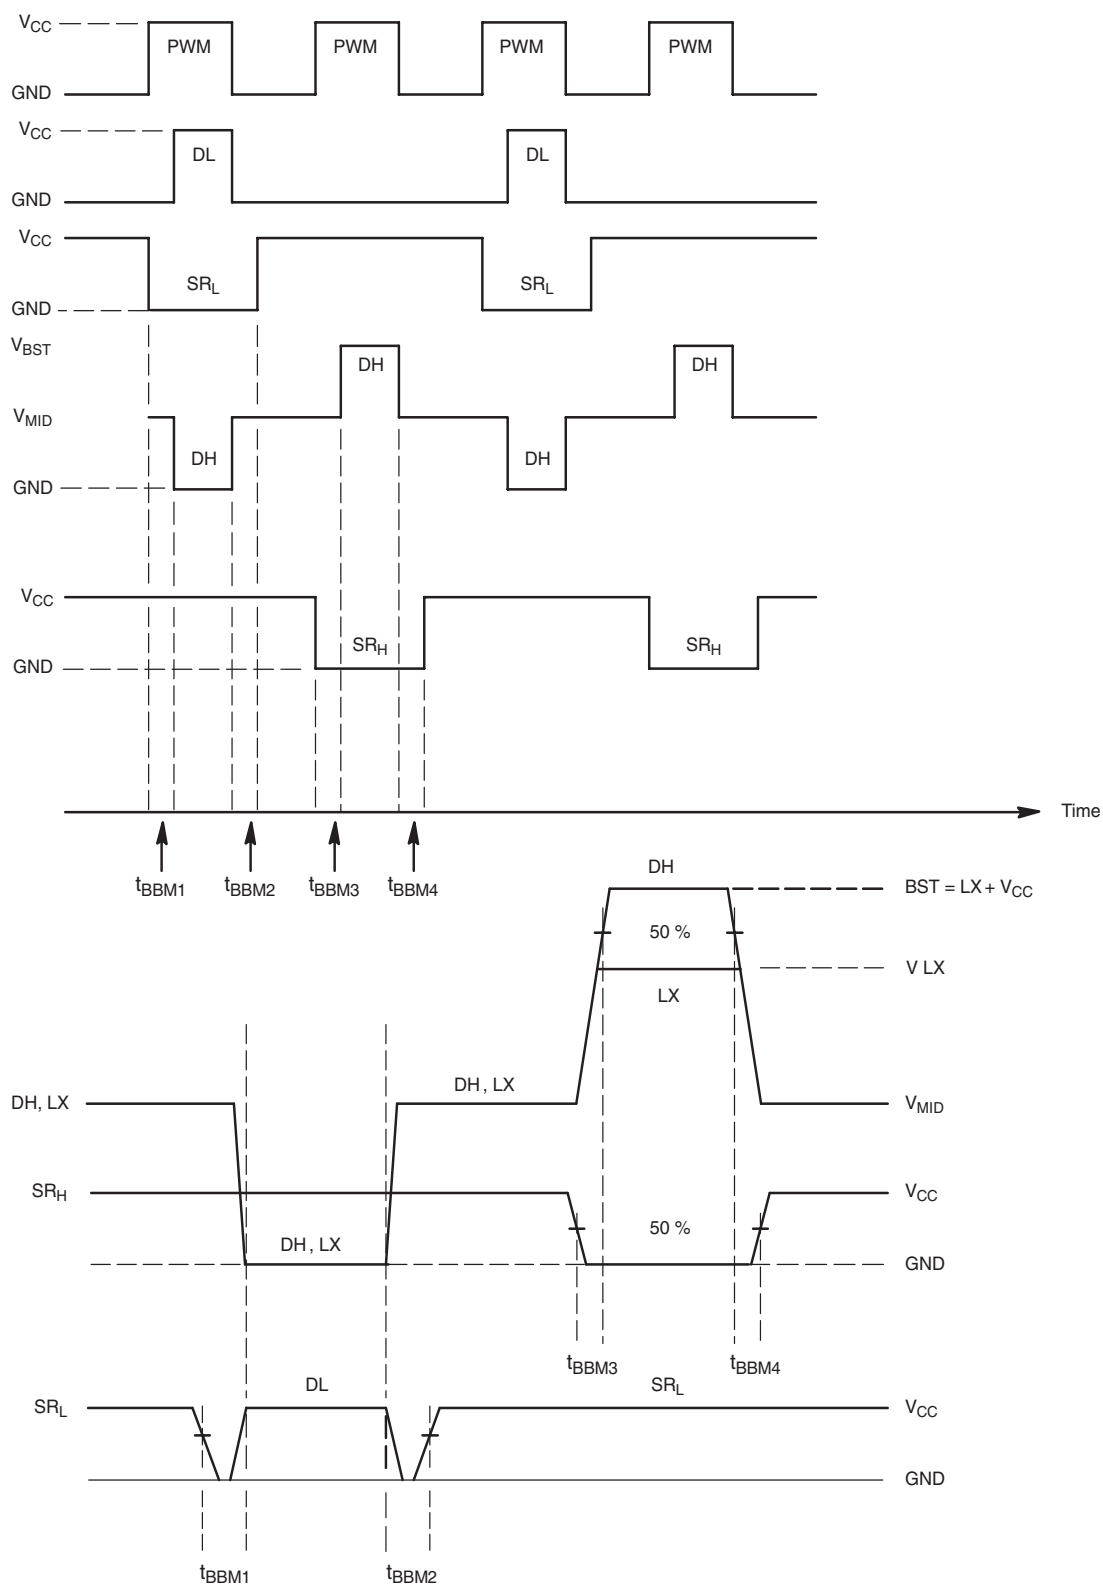 VCC
PWM PWM PWM PWM
GND
VCC
DL DL
GND
VCC
SRL SRL
GND
VBST
DH DH
VMID
DH DH
GND
VCC
SRH SRH
GND
Time
tBBM1 tBBM2 tBBM3 tBBM4
DH
BST = LX + VCC
50 %
V LX
LX
DH, LX
DH, LX
VMID
SRH
VCC
50 %
DH, LX
GND
tBBM3 tBBM4
DL SRL
SRL
VCC
GND
tBBM1 tBBM2